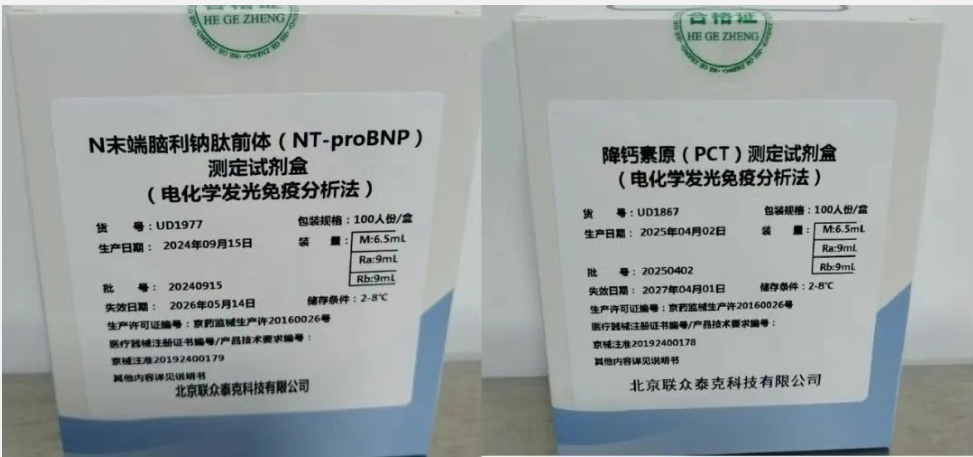 合格证
HE GE ZHENG
N末端脑利钠肽前体（NT-proBNP）
测定试剂盒
（电化学发光免疫分析法）
货 号：UD1977 包装规格：100人份/盒
生产日期： 2024年09月15日 装 量： M:6.5mL
Ra:9mL
Rb:9mL
批 号： 20240915
失效日期： 2026年05月14日 储存条件：2-8℃
生产许可证编号：京药监械生产许20160026号
医疗器械注册证书编号/产品技术要求编号：
京械注准20192400179
其他内容详见说明书
北京联众泰克科技有限公司
合格证
HE GE ZHENG
降钙素原（PCT）测定试剂盒
（电化学发光免疫分析法）
货 号：UD1867 包装规格：100人份/盒
生产日期： 2025年04月02日 装 量： M:6.5mL
Ra:9mL
Rb:9mL
批 号： 20250402
失效日期： 2027年04月01日 储存条件：2-8℃
生产许可证编号：京药监械生产许20160026号
医疗器械注册证书编号/产品技术要求编号：
京械注准20192400178
其他内容详见说明书
北京联众泰克科技有限公司